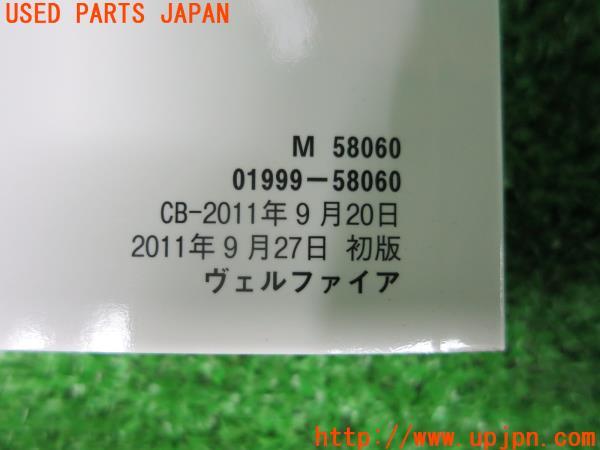 USED PARTS JAPAN
M 58060
01999-58060
CB-2011年9月20日
2011年9月27日 初版
ヴェルファイア
http://www.upjpn.com